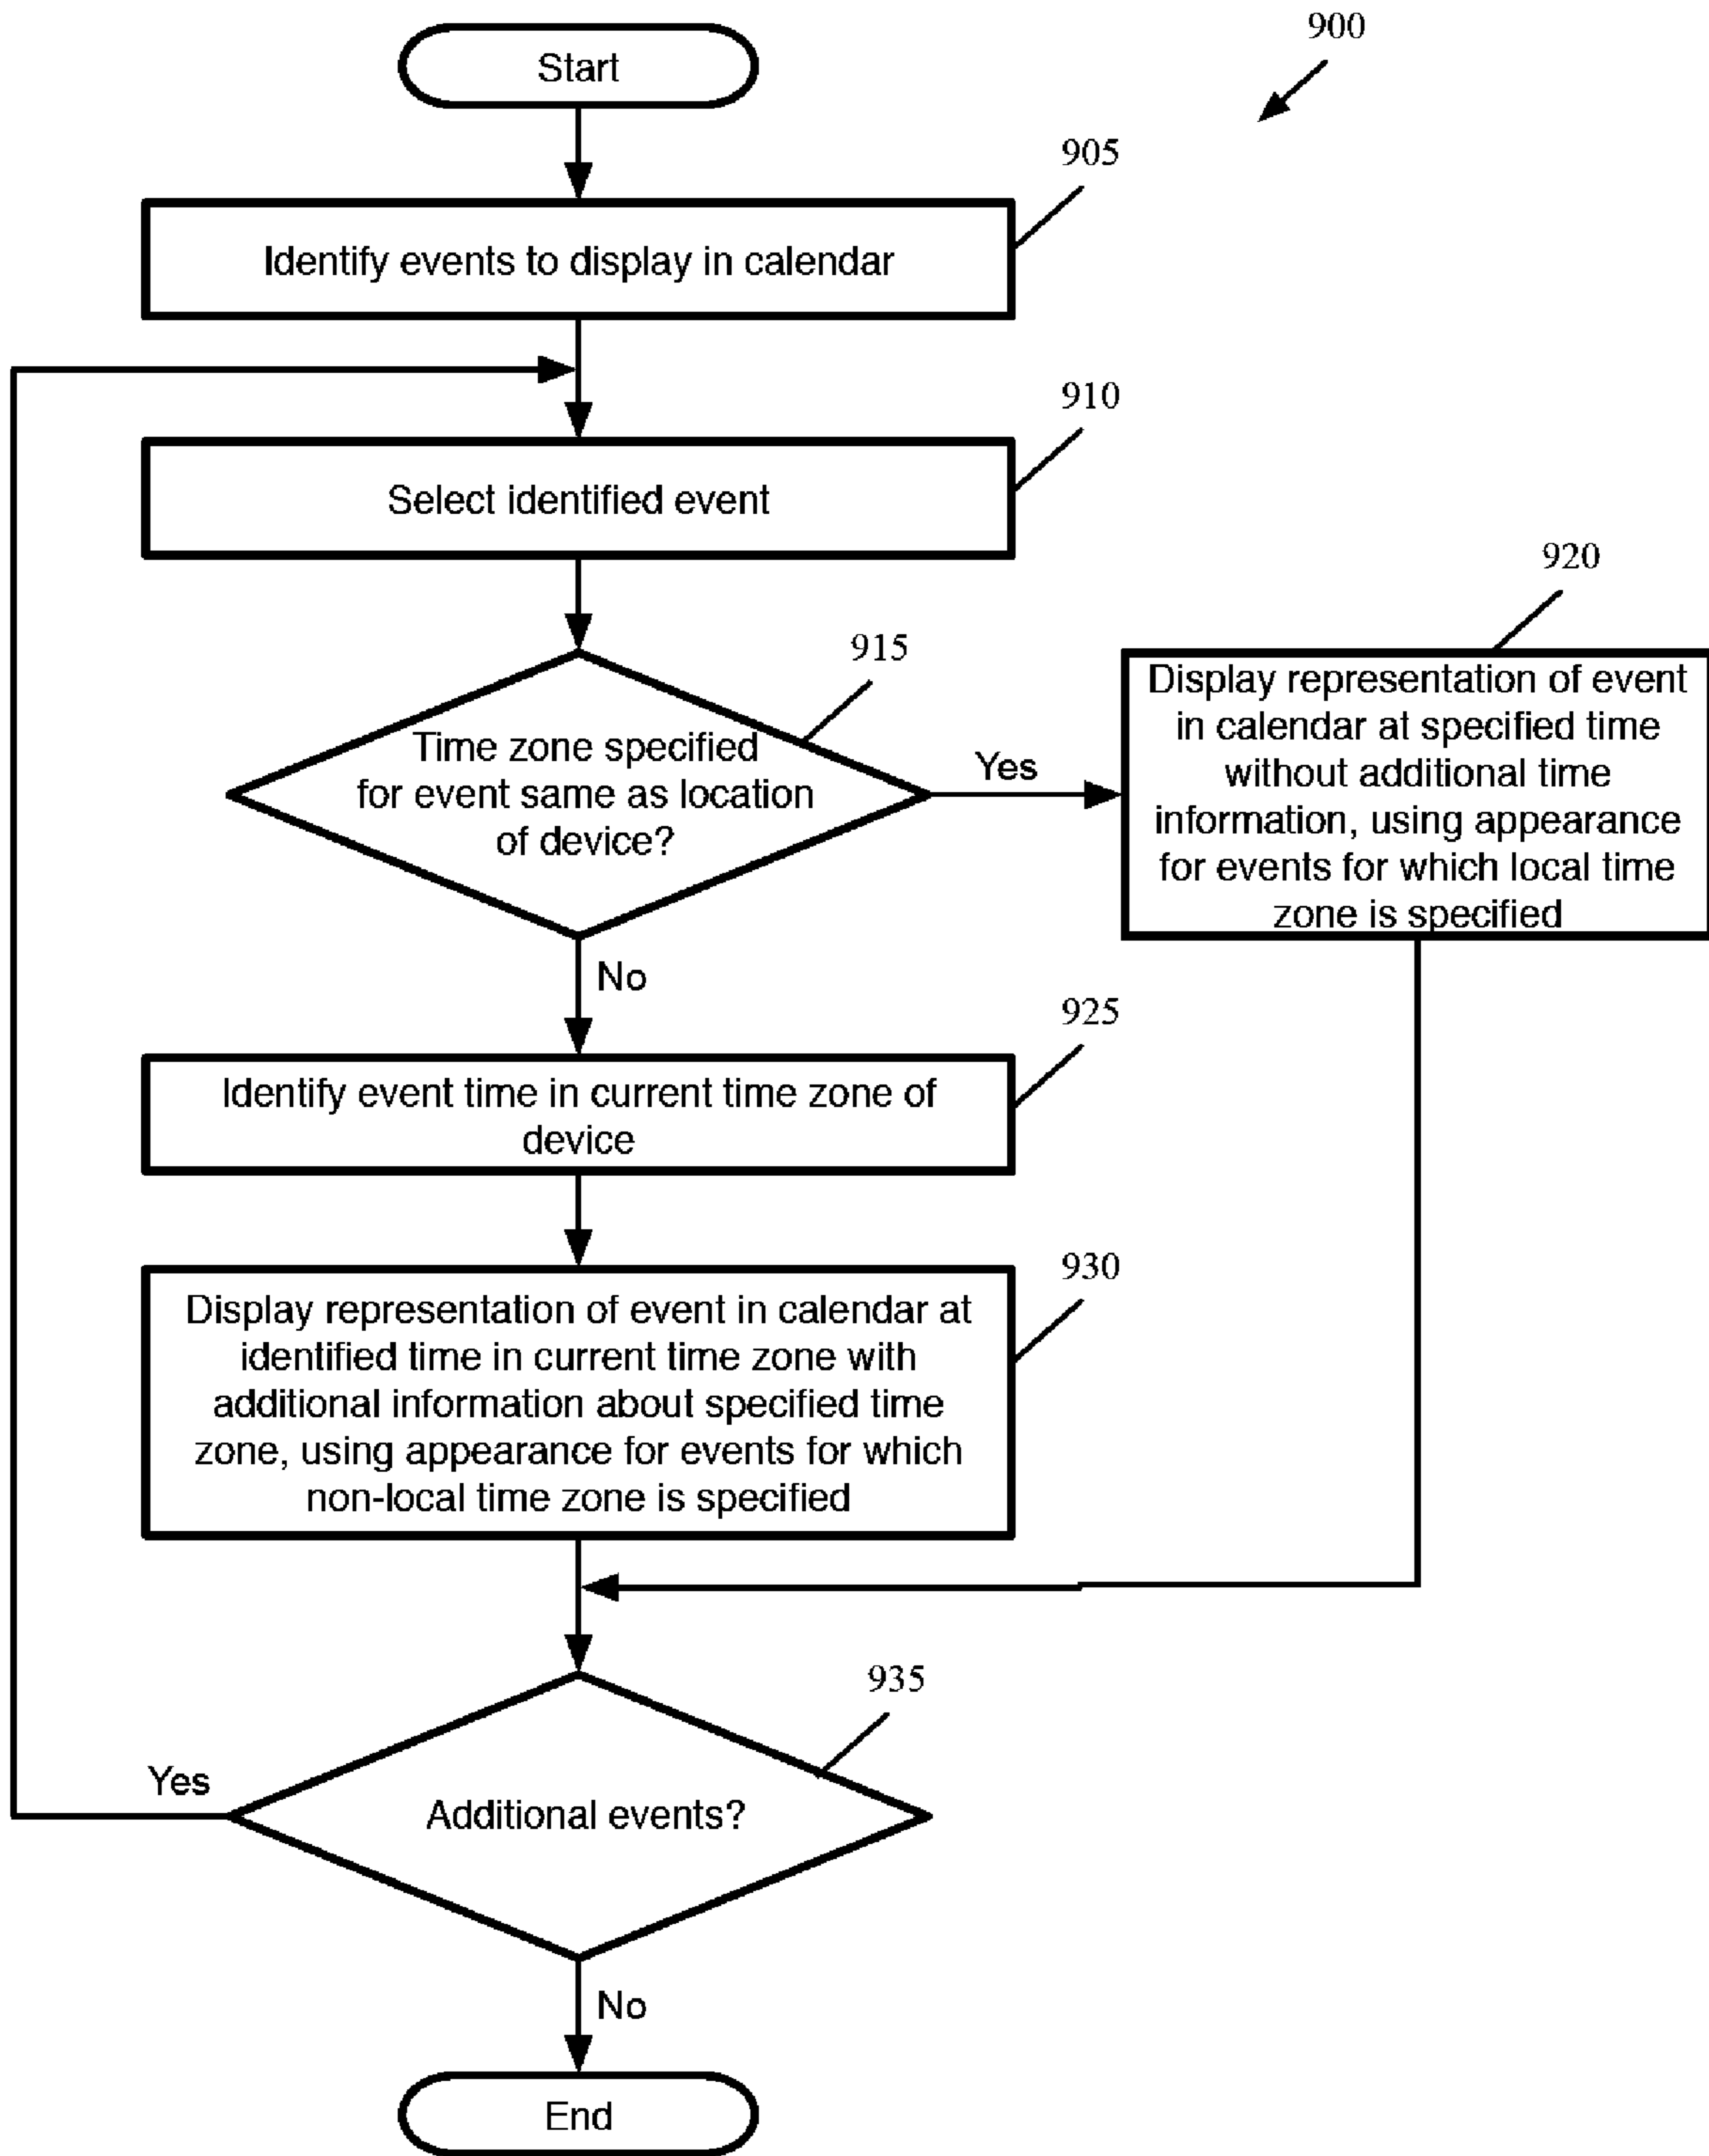 900
Start
905
Identify events to display in calendar
910
Select identified event
915
Time zone specified
for event same as location
of device?
Yes
920
Display representation of event
in calendar at specified time
without additional time
information, using appearance
for events for which local time
zone is specified
No
925
Identify event time in current time zone of
device
930
Display representation of event in calendar at
identified time in current time zone with
additional information about specified time
zone, using appearance for events for which
non-local time zone is specified
935
Additional events?
Yes
No
End